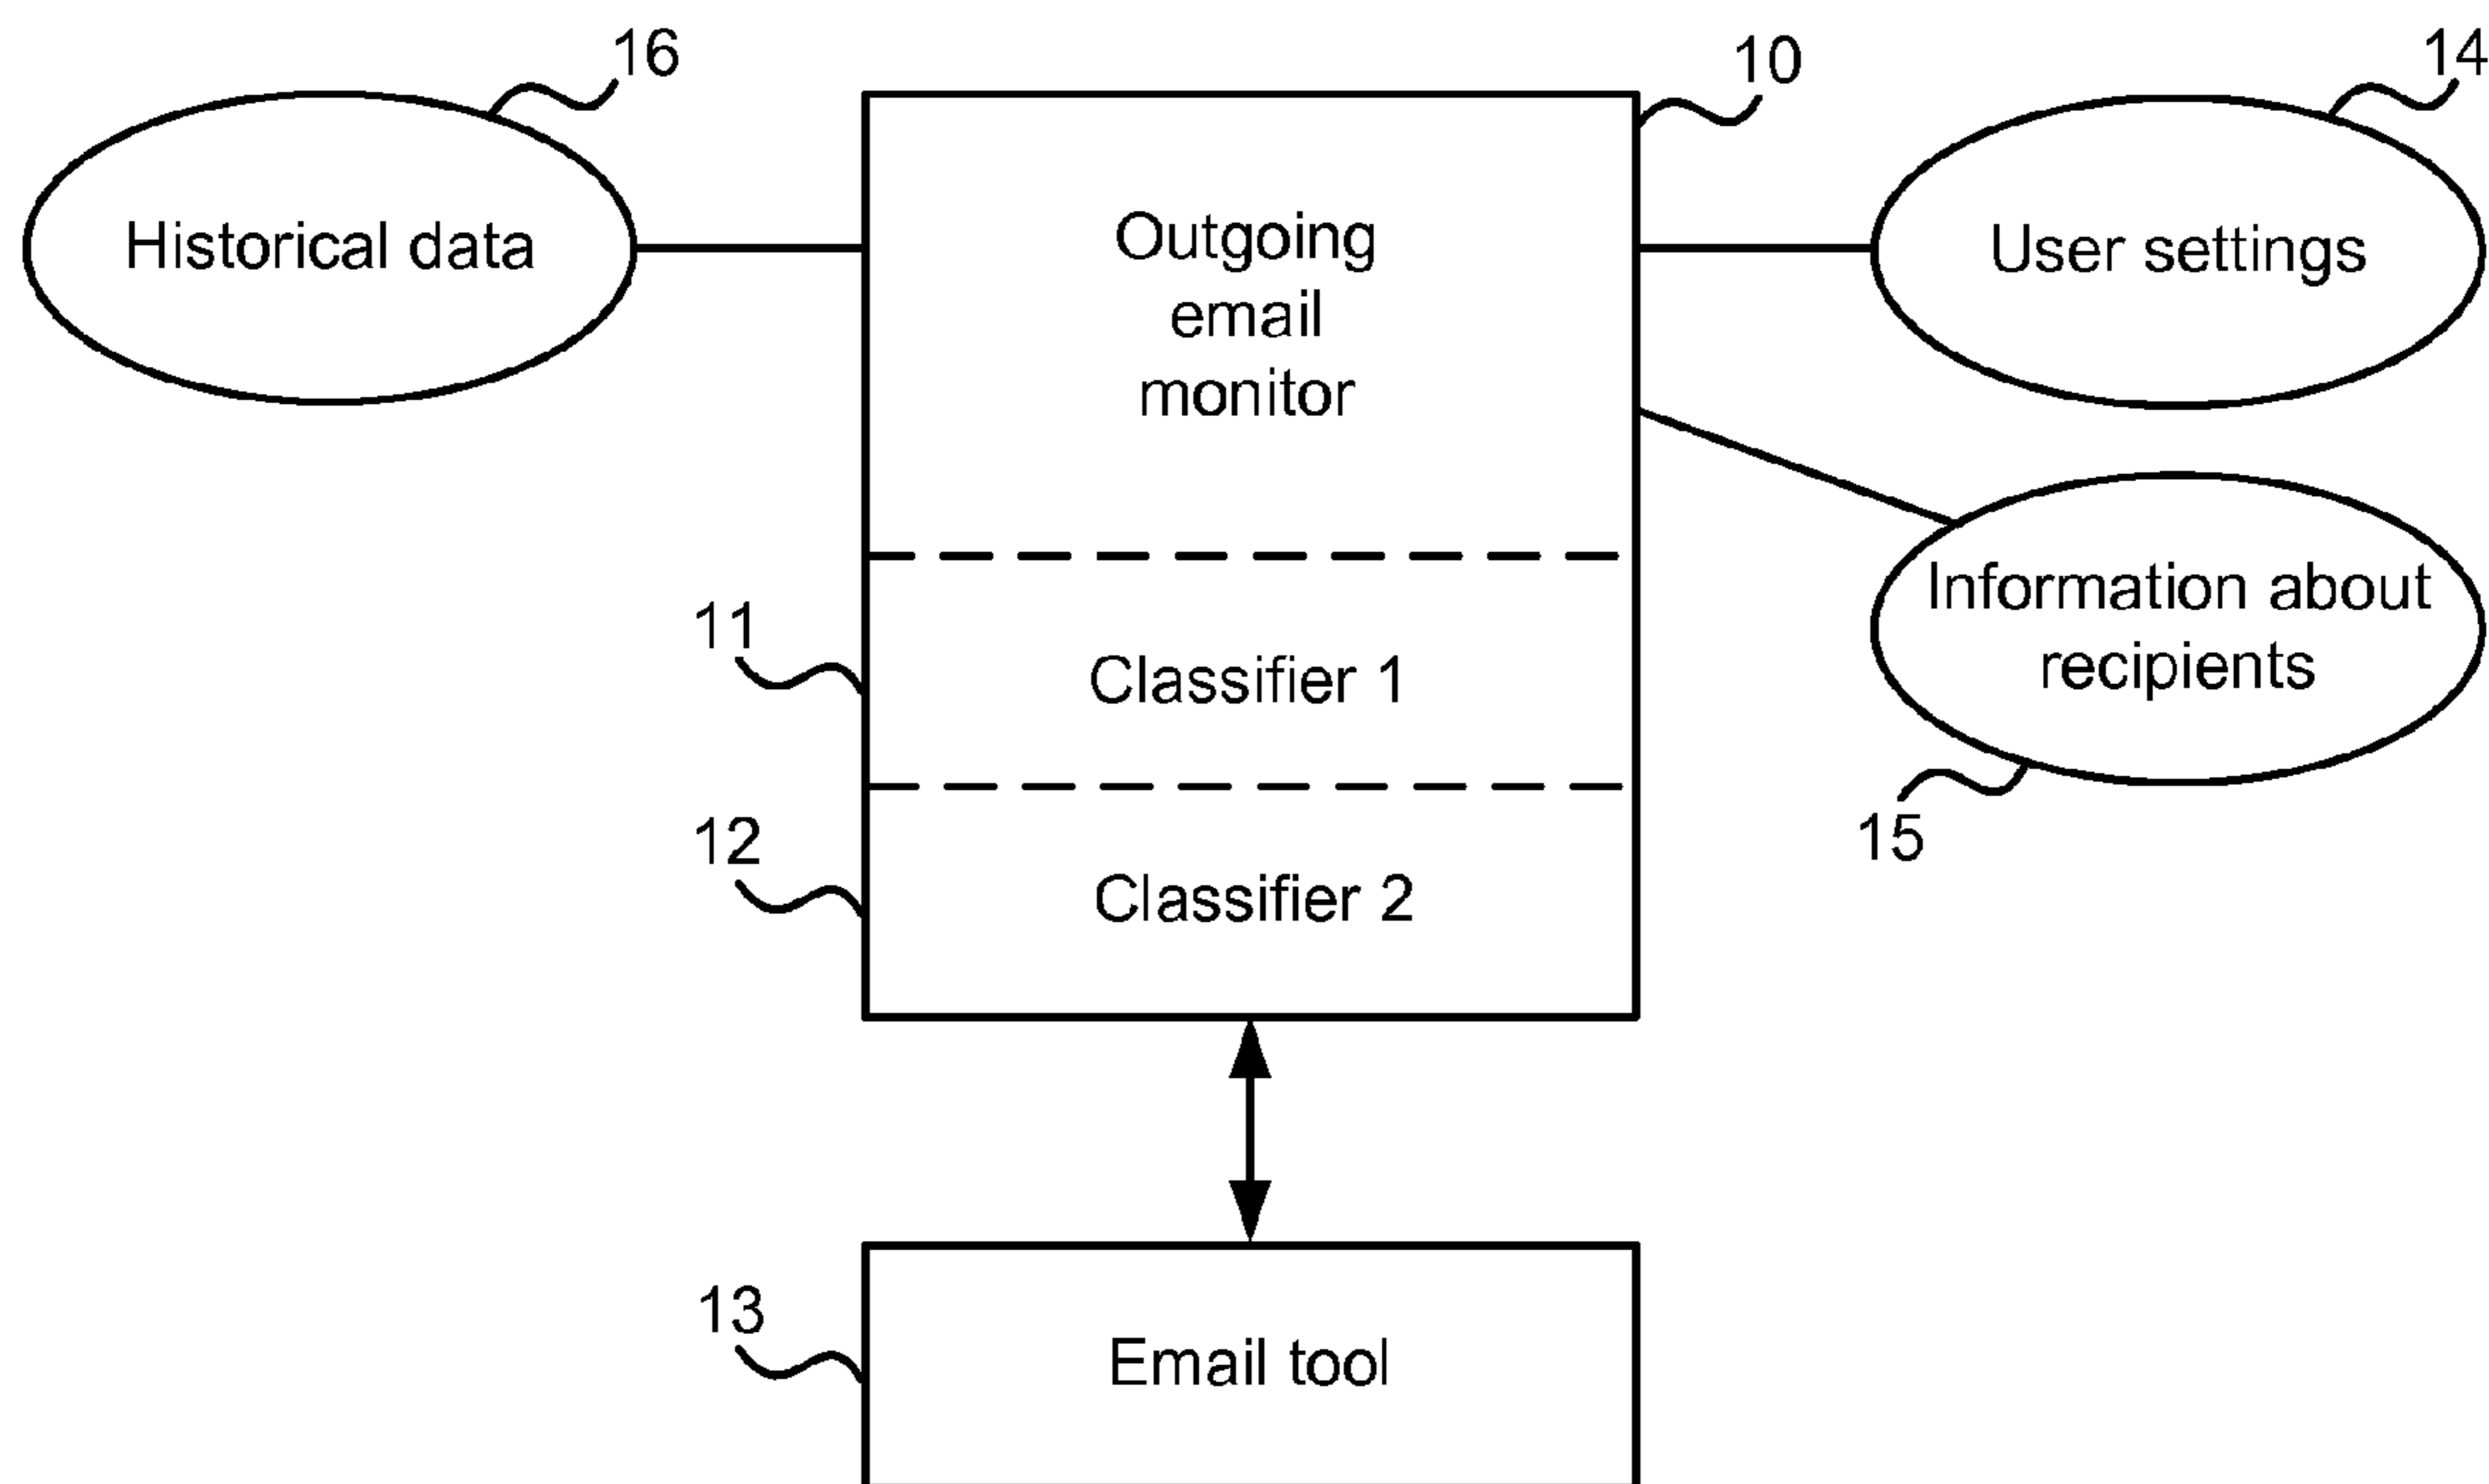 16
10
14
Historical data
Outgoing
email
monitor
User settings
Information about
recipients
11
Classifier 1
12
Classifier 2
15
13
Email tool